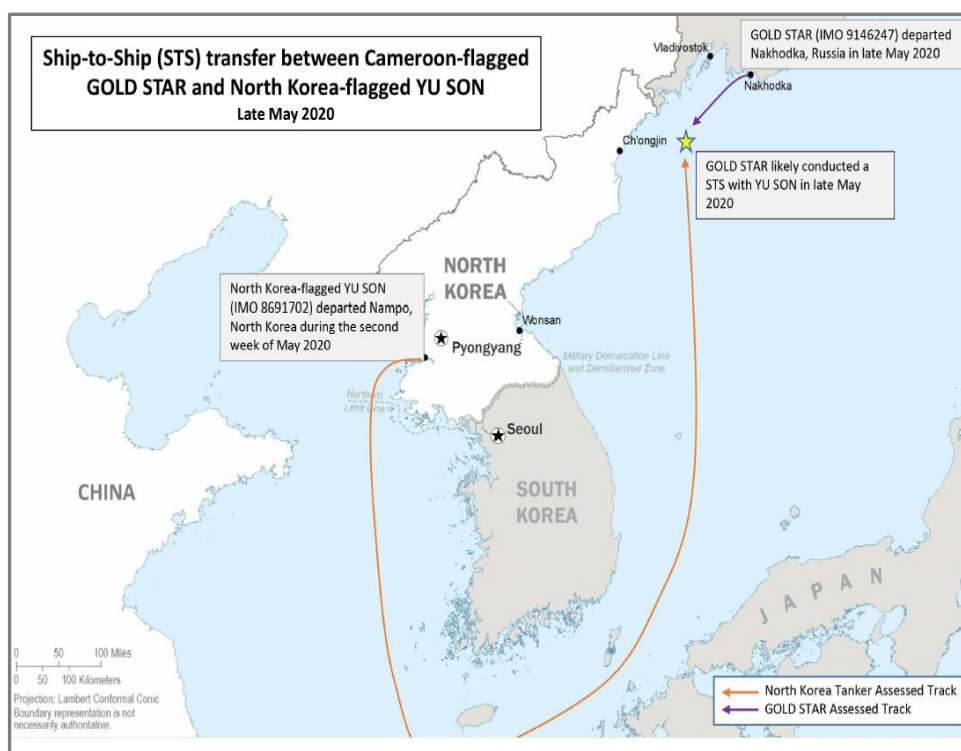 Ship-to-Ship (STS) transfer between Cameroon-flagged
GOLD STAR and North Korea-flagged YU SON
Late May 2020
GOLD STAR (IMO 9146247) departed
Nakhodka, Russia in late May 2020
Vladivostok
Nakhodka
Ch'ongjin
GOLD STAR likely conducted a
STS with YU SON in late May
2020
North Korea-flagged YU SON
(IMO 8691702) departed Nampo,
North Korea during the second
week of May 2020
NORTH
KOREA
Wonsan
Pyongyang
Military Demarcation Line
and Demilitarized Zone
Northern
Limit Line
Seoul
CHINA
SOUTH
KOREA
JAPAN
0 50 100 Miles
0 50 100 Kilometers
Projection: Lambert Conformal Conic
Boundary representation is not
necessarily authoritative.
North Korea Tanker Assessed Track
GOLD STAR Assessed Track